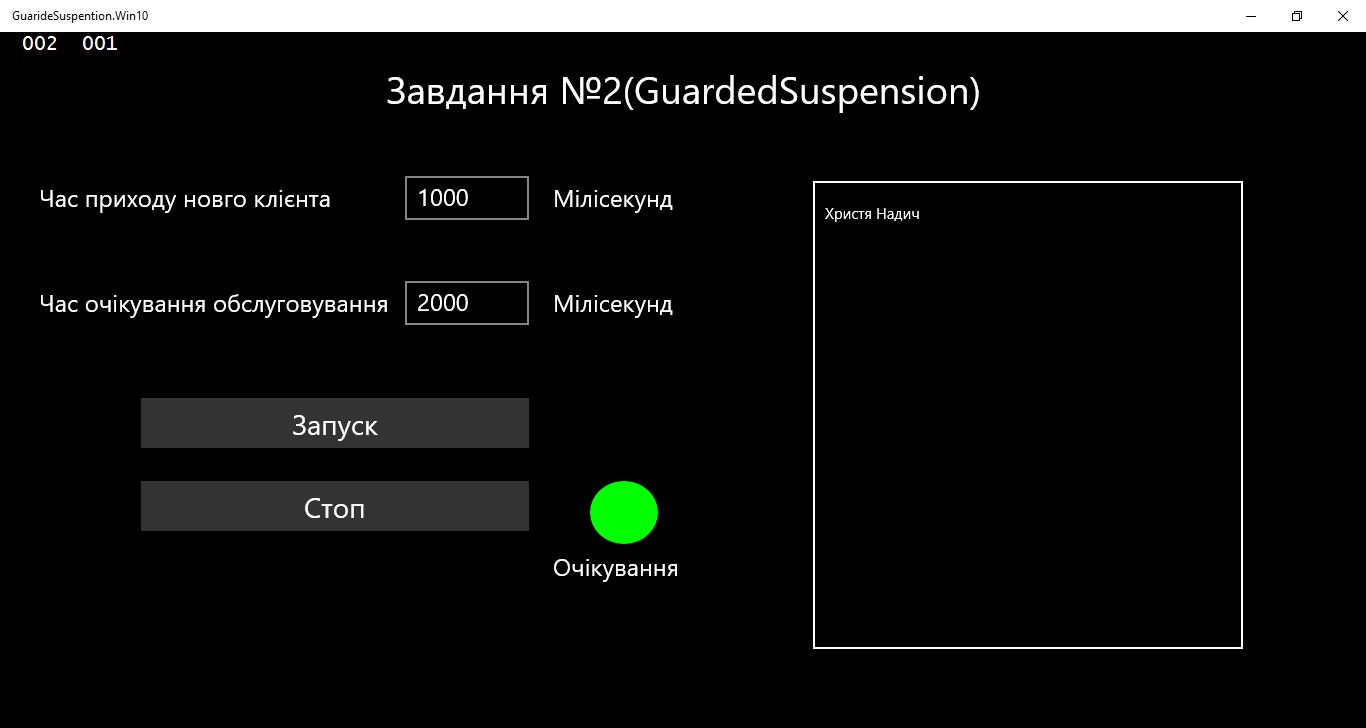 GuarideSuspention.Win10
002 001
Завдання №2(GuardedSuspension)
Час приходу новго клієнта 1000 Мілісекунд
Христя Надич
Час очікування обслуговування 2000 Мілісекунд
Запуск
Стоп
Очікування